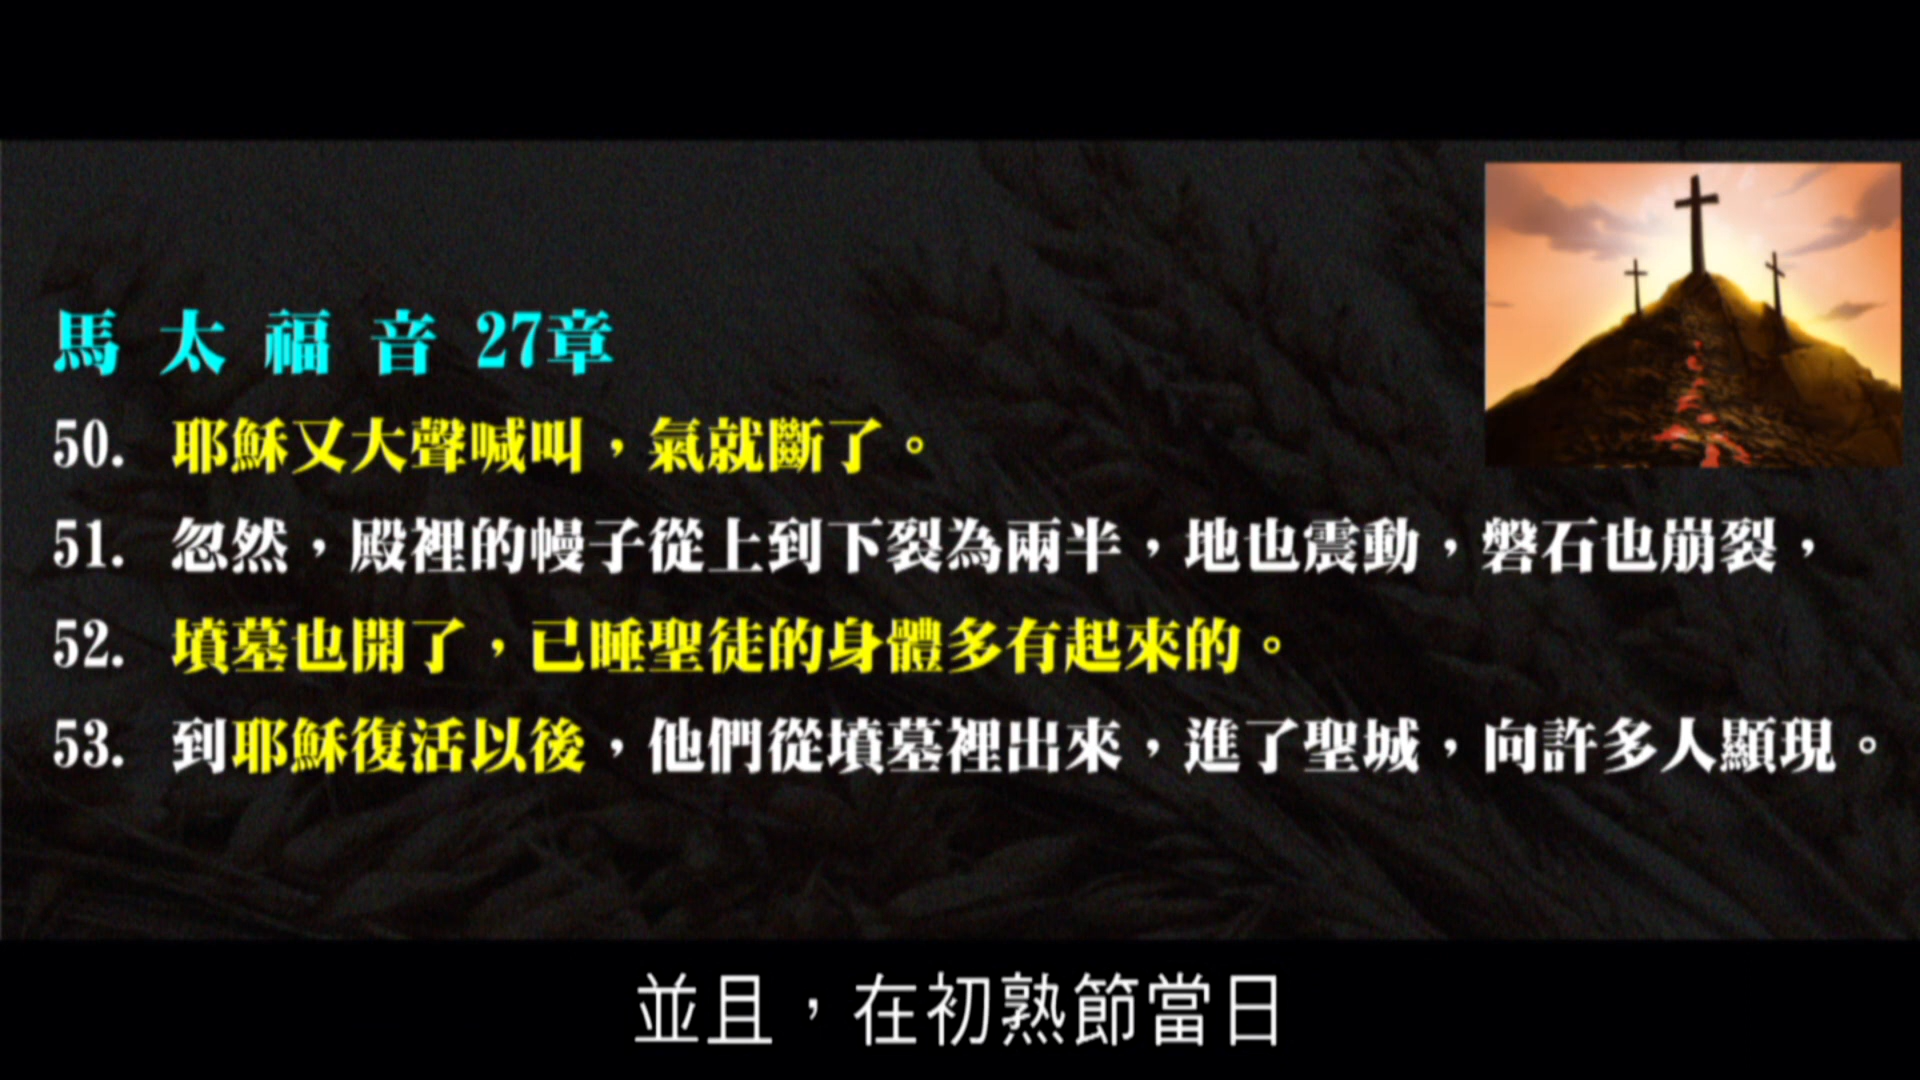 馬太福音 27章
50. 耶穌又大聲喊叫，氣就斷了。
51. 忽然，殿裡的幔子從上到下裂為兩半，地也震動，磐石也崩裂，
52. 墳墓也開了，已睡聖徒的身體多有起來的。
53. 到耶穌復活以後，他們從墳墓裡出來，進了聖城，向許多人顯現。
並且，在初熟節當日